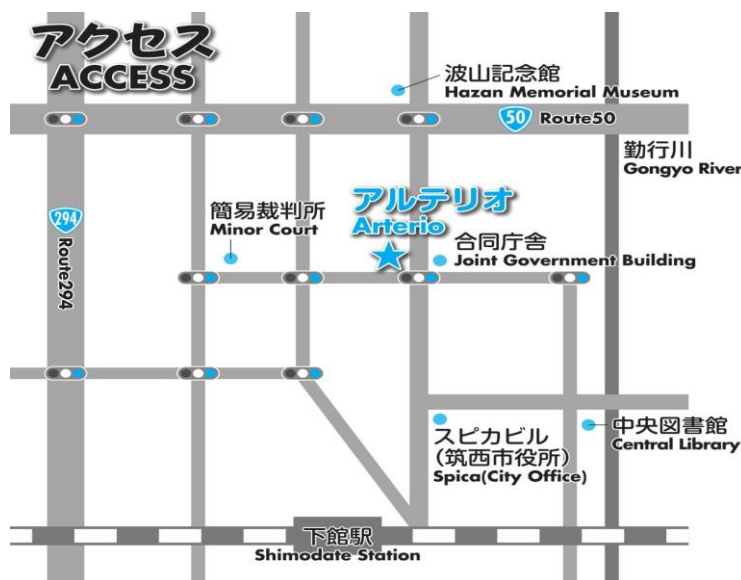 アクセス
ACCESS
波山記念館
Hazan Memorial Museum
50 Route50
勤行川
Gongyo River
294
Route294
簡易裁判所
Minor Court
アルテリオ
Arterio
合同庁舎
Joint Government Building
スピカビル
(筑西市役所)
Spica(City Office)
中央図書館
Central Library
下館駅
Shimodate Station